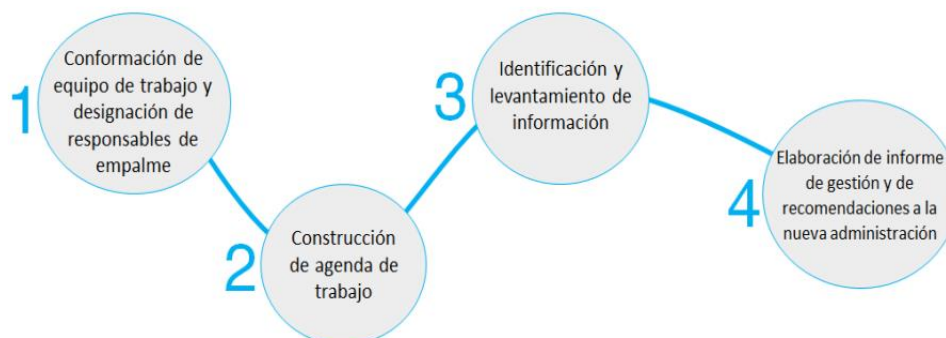 1
Conformación de
equipo de trabajo y
designación de
responsables de
empalme
2
Construcción
de agenda de
trabajo
3
Identificación y
levantamiento de
información
4
Elaboración de informe
de gestión y de
recomendaciones a la
nueva administración